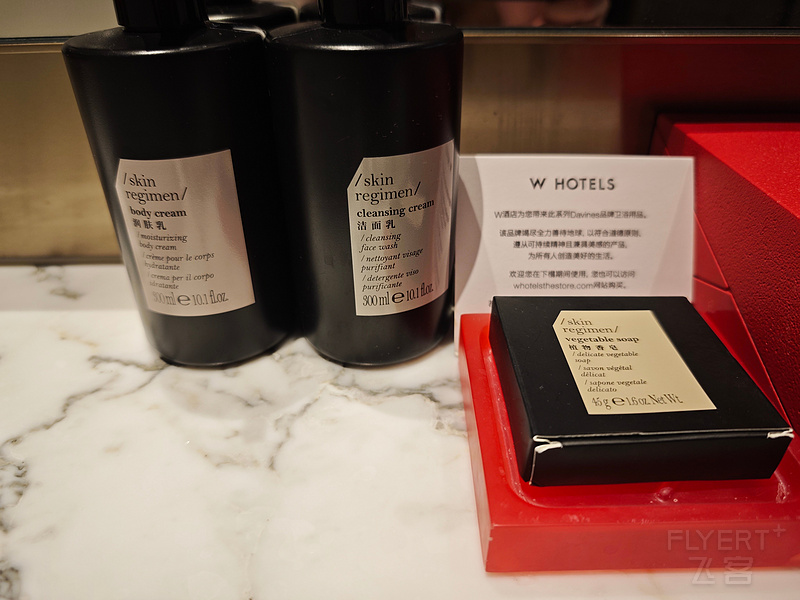 /skin
regimen/
body cream
润肤乳
/moisturizing
body cream
/crème pour le corps
hydratante
/crema per il corpo
idratante
300 ml ℮ 10.1 fl.oz.
/skin
regimen/
cleansing cream
洁面乳
/cleansing
face wash
/nettoyant visage
purifiant
/detergente viso
purificante
300 ml ℮ 10.1 fl.oz.
W HOTELS
W酒店为您带来此系列Davines品牌卫浴用品。
该品牌竭尽全力善待地球，以符合道德原则、
遵从可持续精神且兼具美感的产品，
为所有人创造美好的生活。
欢迎您在下榻期间使用，您也可以访问
whotelsthestore.com网站购买。
/skin
regimen/
vegetable soap
植物香皂
/delicate vegetable
soap
/savon végétal
délicat
/sapone vegetale
delicato
45 g ℮ 1.6 oz. Net Wt.
FLYERT+
飞客